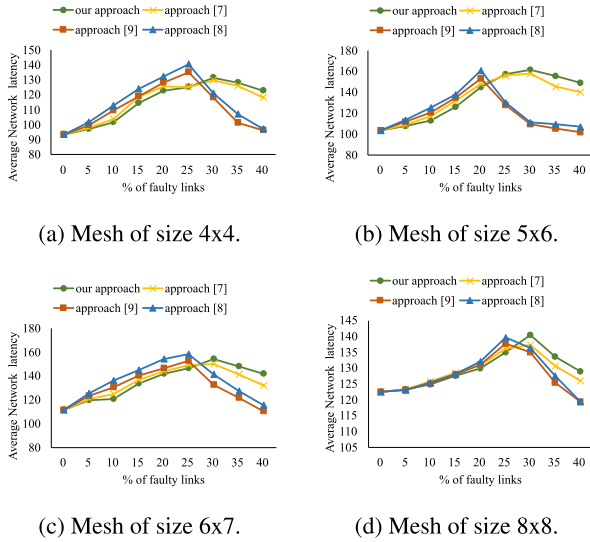 our approach approach [7]
approach [9] approach [8]
Average Network latency
150
140
130
120
110
100
90
80
0 5 10 15 20 25 30 35 40
% of faulty links
(a) Mesh of size 4x4.
our approach approach [7]
approach [9] approach [8]
Average Network latency
180
160
140
120
100
80
0 5 10 15 20 25 30 35 40
% of faulty links
(b) Mesh of size 5x6.
our approach approach [7]
approach [9] approach [8]
Average Network latency
180
160
140
120
100
80
0 5 10 15 20 25 30 35 40
% of faulty links
(c) Mesh of size 6x7.
our approach approach [7]
approach [9] approach [8]
Average Network latency
145
140
135
130
125
120
115
110
105
0 5 10 15 20 25 30 35 40
% of faulty links
(d) Mesh of size 8x8.